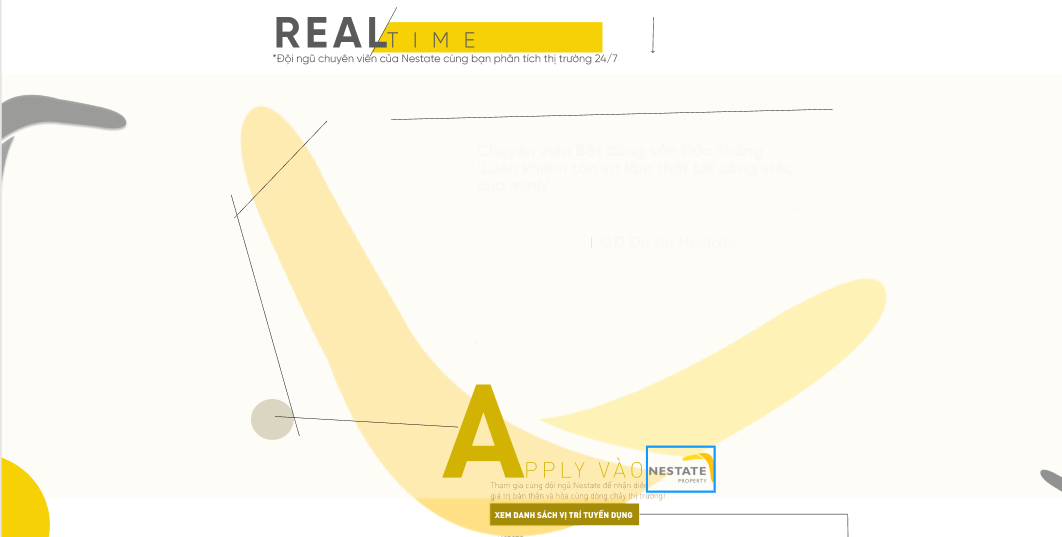 REALTIME
*Đội ngũ chuyên viên của Nestate cùng bạn phân tích thị trường 24/7
Chuyên viên Bất động sản Đức Thắng
"Luôn khiêm tốn và làm thật tốt công việc
của mình"
| GĐ Dự Án Nestate
APPLY VÀO
NESTATE
PROPERTY
Tham gia cùng đội ngũ Nestate để nhận diện
giá trị bản thân và hòa cùng dòng chảy thị trường!
XEM DANH SÁCH VỊ TRÍ TUYỂN DỤNG